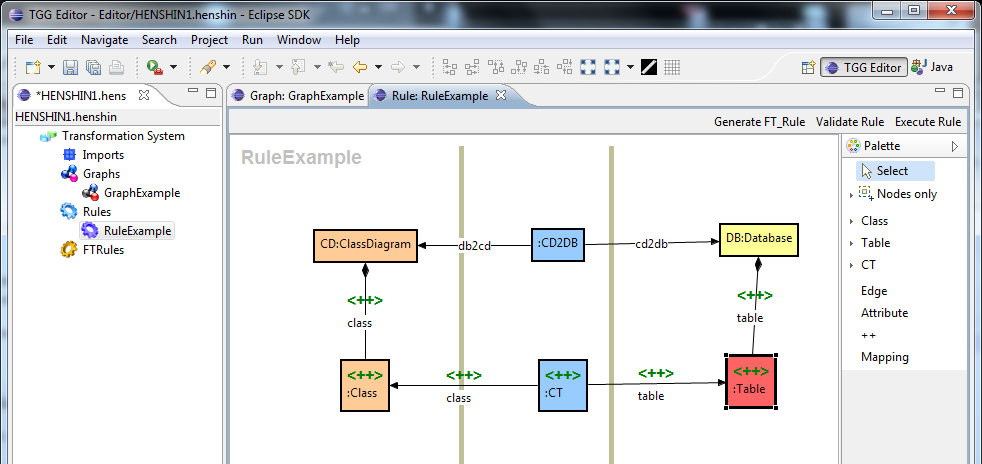 TGG Editor - Editor/HENSHIN1.henshin - Eclipse SDK
File Edit Navigate Search Project Run Window Help
TGG Editor Java
*HENSHIN1.hens
Graph: GraphExample Rule: RuleExample
HENSHIN1.henshin
Generate FT_Rule Validate Rule Execute Rule
Transformation System
Imports
Graphs
GraphExample
Rules
RuleExample
FTRules
RuleExample
CD:ClassDiagram db2cd :CD2DB cd2db DB:Database
<++> <++>
class table
<++> <++> <++> <++> <++>
:Class class :CT table :Table
Palette
Select
Nodes only
Class
Table
CT
Edge
Attribute
++
Mapping